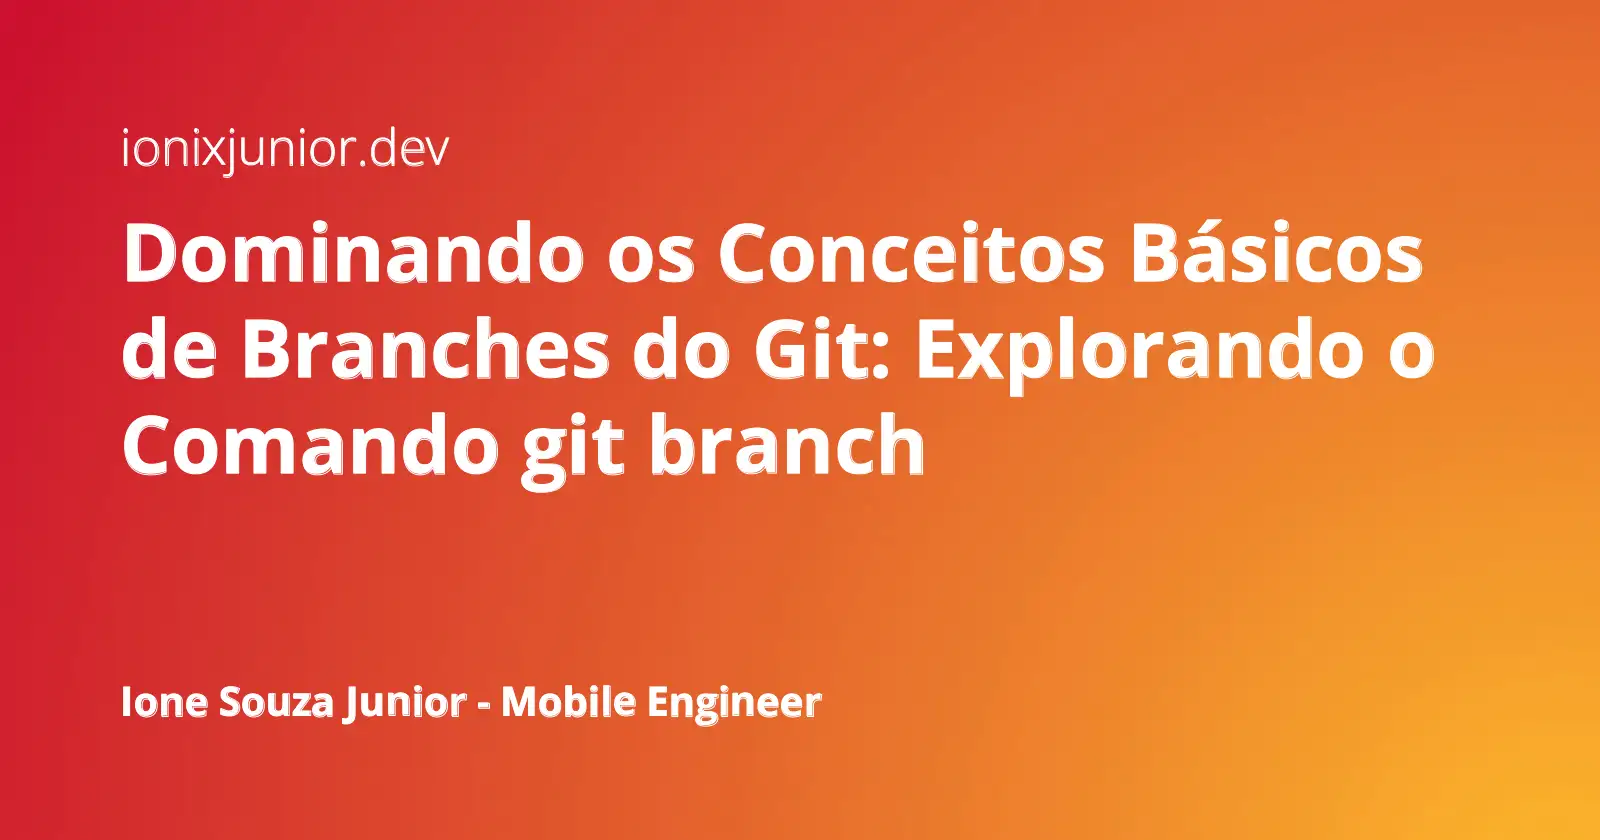 ionixjunior.dev
Dominando os Conceitos Básicos
de Branches do Git: Explorando o
Comando git branch
Ione Souza Junior - Mobile Engineer